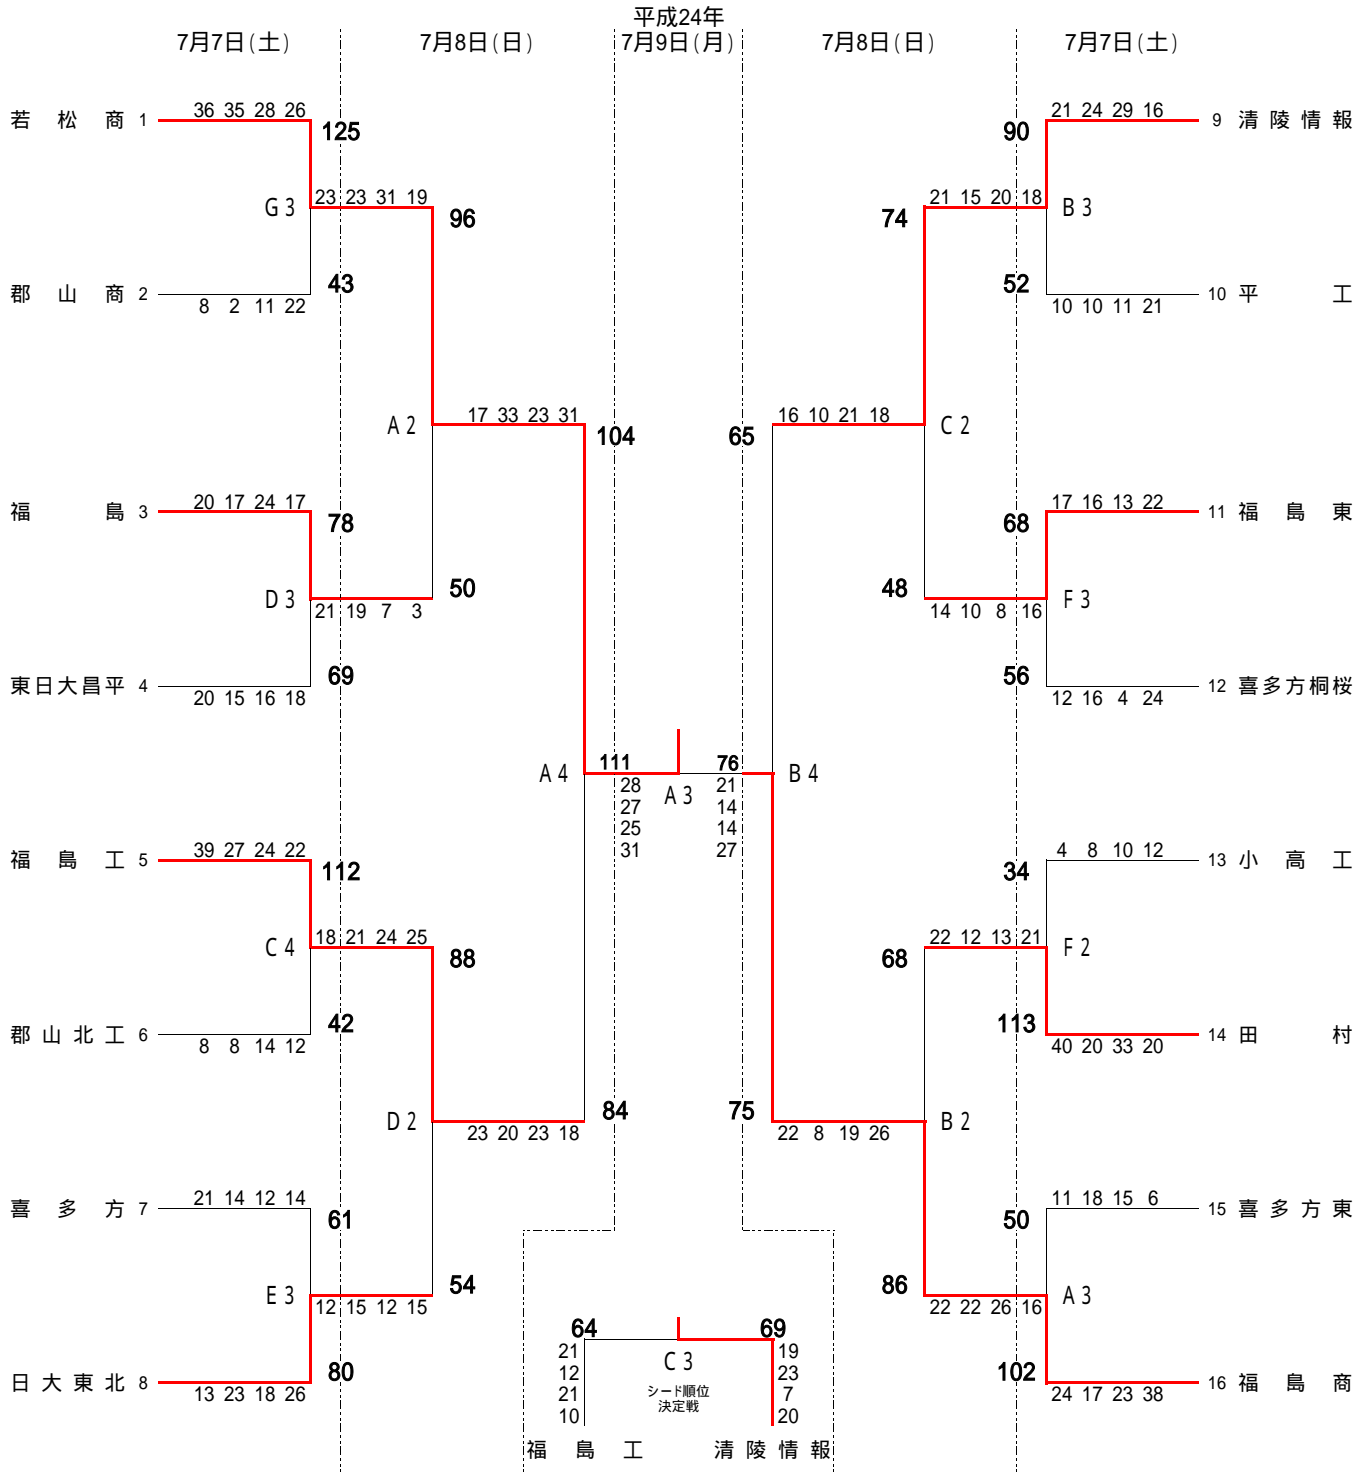 平成24年
7月7日(土) 7月8日(日) 7月9日(月) 7月8日(日) 7月7日(土)
若松商 1 36 35 28 26 125 90 21 24 29 16 9 清陵情報
G3 23 23 31 19 96 74 21 15 20 18 B3
郡山商 2 8 2 11 22 43 52 10 10 11 21 10 平工
A2 17 33 23 31 104 65 16 10 21 18 C2
福島 3 20 17 24 17 78 68 17 16 13 22 11 福島東
D3 21 19 7 3 50 48 14 10 8 16 F3
東日大昌平 4 20 15 16 18 69 56 12 16 4 24 12 喜多方桐桜
A4 111 76 B4
28 A3 21
27 14
25 14
31 27
福島工 5 39 27 24 22 112 34 4 8 10 12 13 小高工
C4 18 21 24 25 88 68 22 12 13 21 F2
郡山北工 6 8 8 14 12 42 113 40 20 33 20 14 田村
D2 23 20 23 18 84 75 22 8 19 26 B2
喜多方 7 21 14 12 14 61 50 11 18 15 6 15 喜多方東
E3 12 15 12 15 54 86 22 22 26 16 A3
日大東北 8 13 23 18 26 80 102 24 17 23 38 16 福島商
64 69
21 C3 19
12 23
21 シード順位 7
決定戦
10 20
福島工 清陵情報